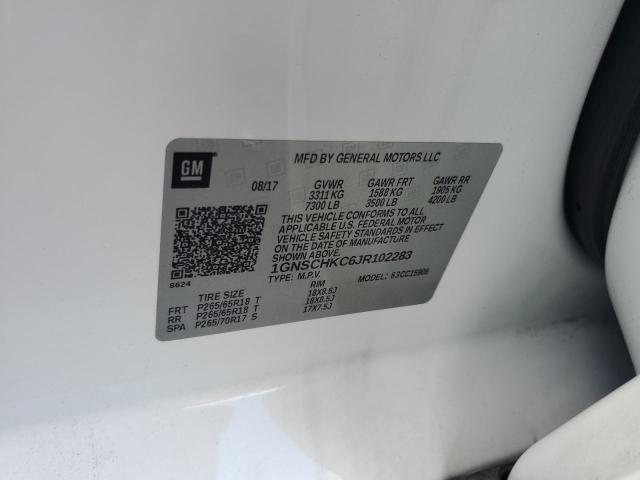 GM
MFD BY GENERAL MOTORS LLC
08/17 GVWR GAWR FRT GAWR RR
3311 KG 1588 KG 1905 KG
7300 LB 3500 LB 4200 LB
THIS VEHICLE CONFORMS TO ALL
APPLICABLE U.S. FEDERAL MOTOR
VEHICLE SAFETY STANDARDS IN EFFECT
ON THE DATE OF MANUFACTURE
SHOWN ABOVE.
1GNSCHKC6JR102283
TYPE: M.P.V. MODEL: 63CC15906
8624
TIRE SIZE RIM
FRT P265/65R18 T 18X8.5J
RR P265/65R18 T 18X8.5J
SPA P265/70R17 S 17X7.5J